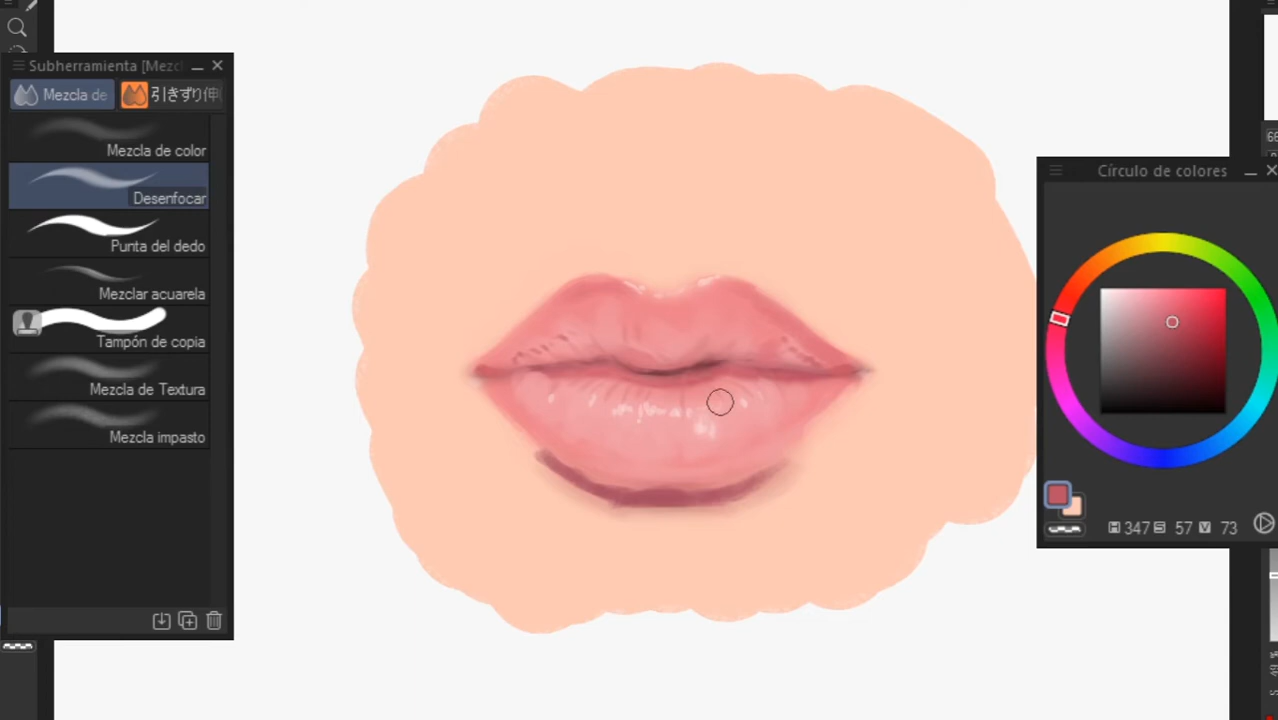 Subherramienta [Mezcl
Mezcla de
引きずり伸
Mezcla de color
Desenfocar
Punta del dedo
Mezclar acuarela
Tampón de copia
Mezcla de Textura
Mezcla impasto
Círculo de colores
H 347 S 57 V 73
66